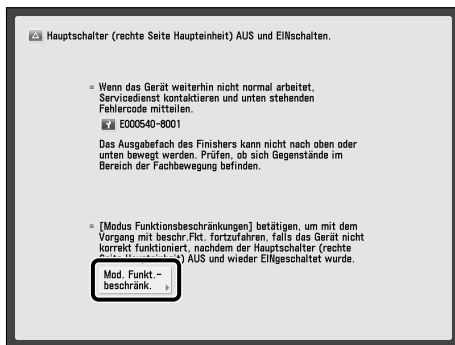 Hauptschalter (rechte Seite Haupteinheit) AUS und EINschalten.
Wenn das Gerät weiterhin nicht normal arbeitet,
Servicedienst kontaktieren und unten stehenden
Fehlercode mitteilen.
E000540-8001
Das Ausgabefach des Finishers kann nicht nach oben oder
unten bewegt werden. Prüfen, ob sich Gegenstände im
Bereich der Fachbewegung befinden.
[Modus Funktionsbeschränkungen] betätigen, um mit dem
Vorgang mit beschr.Fkt. fortzufahren, falls das Gerät nicht
korrekt funktioniert, nachdem der Hauptschalter (rechte
Seite Haupteinheit) AUS und wieder EINgeschaltet wurde.
Mod. Funkt.-
beschränk.